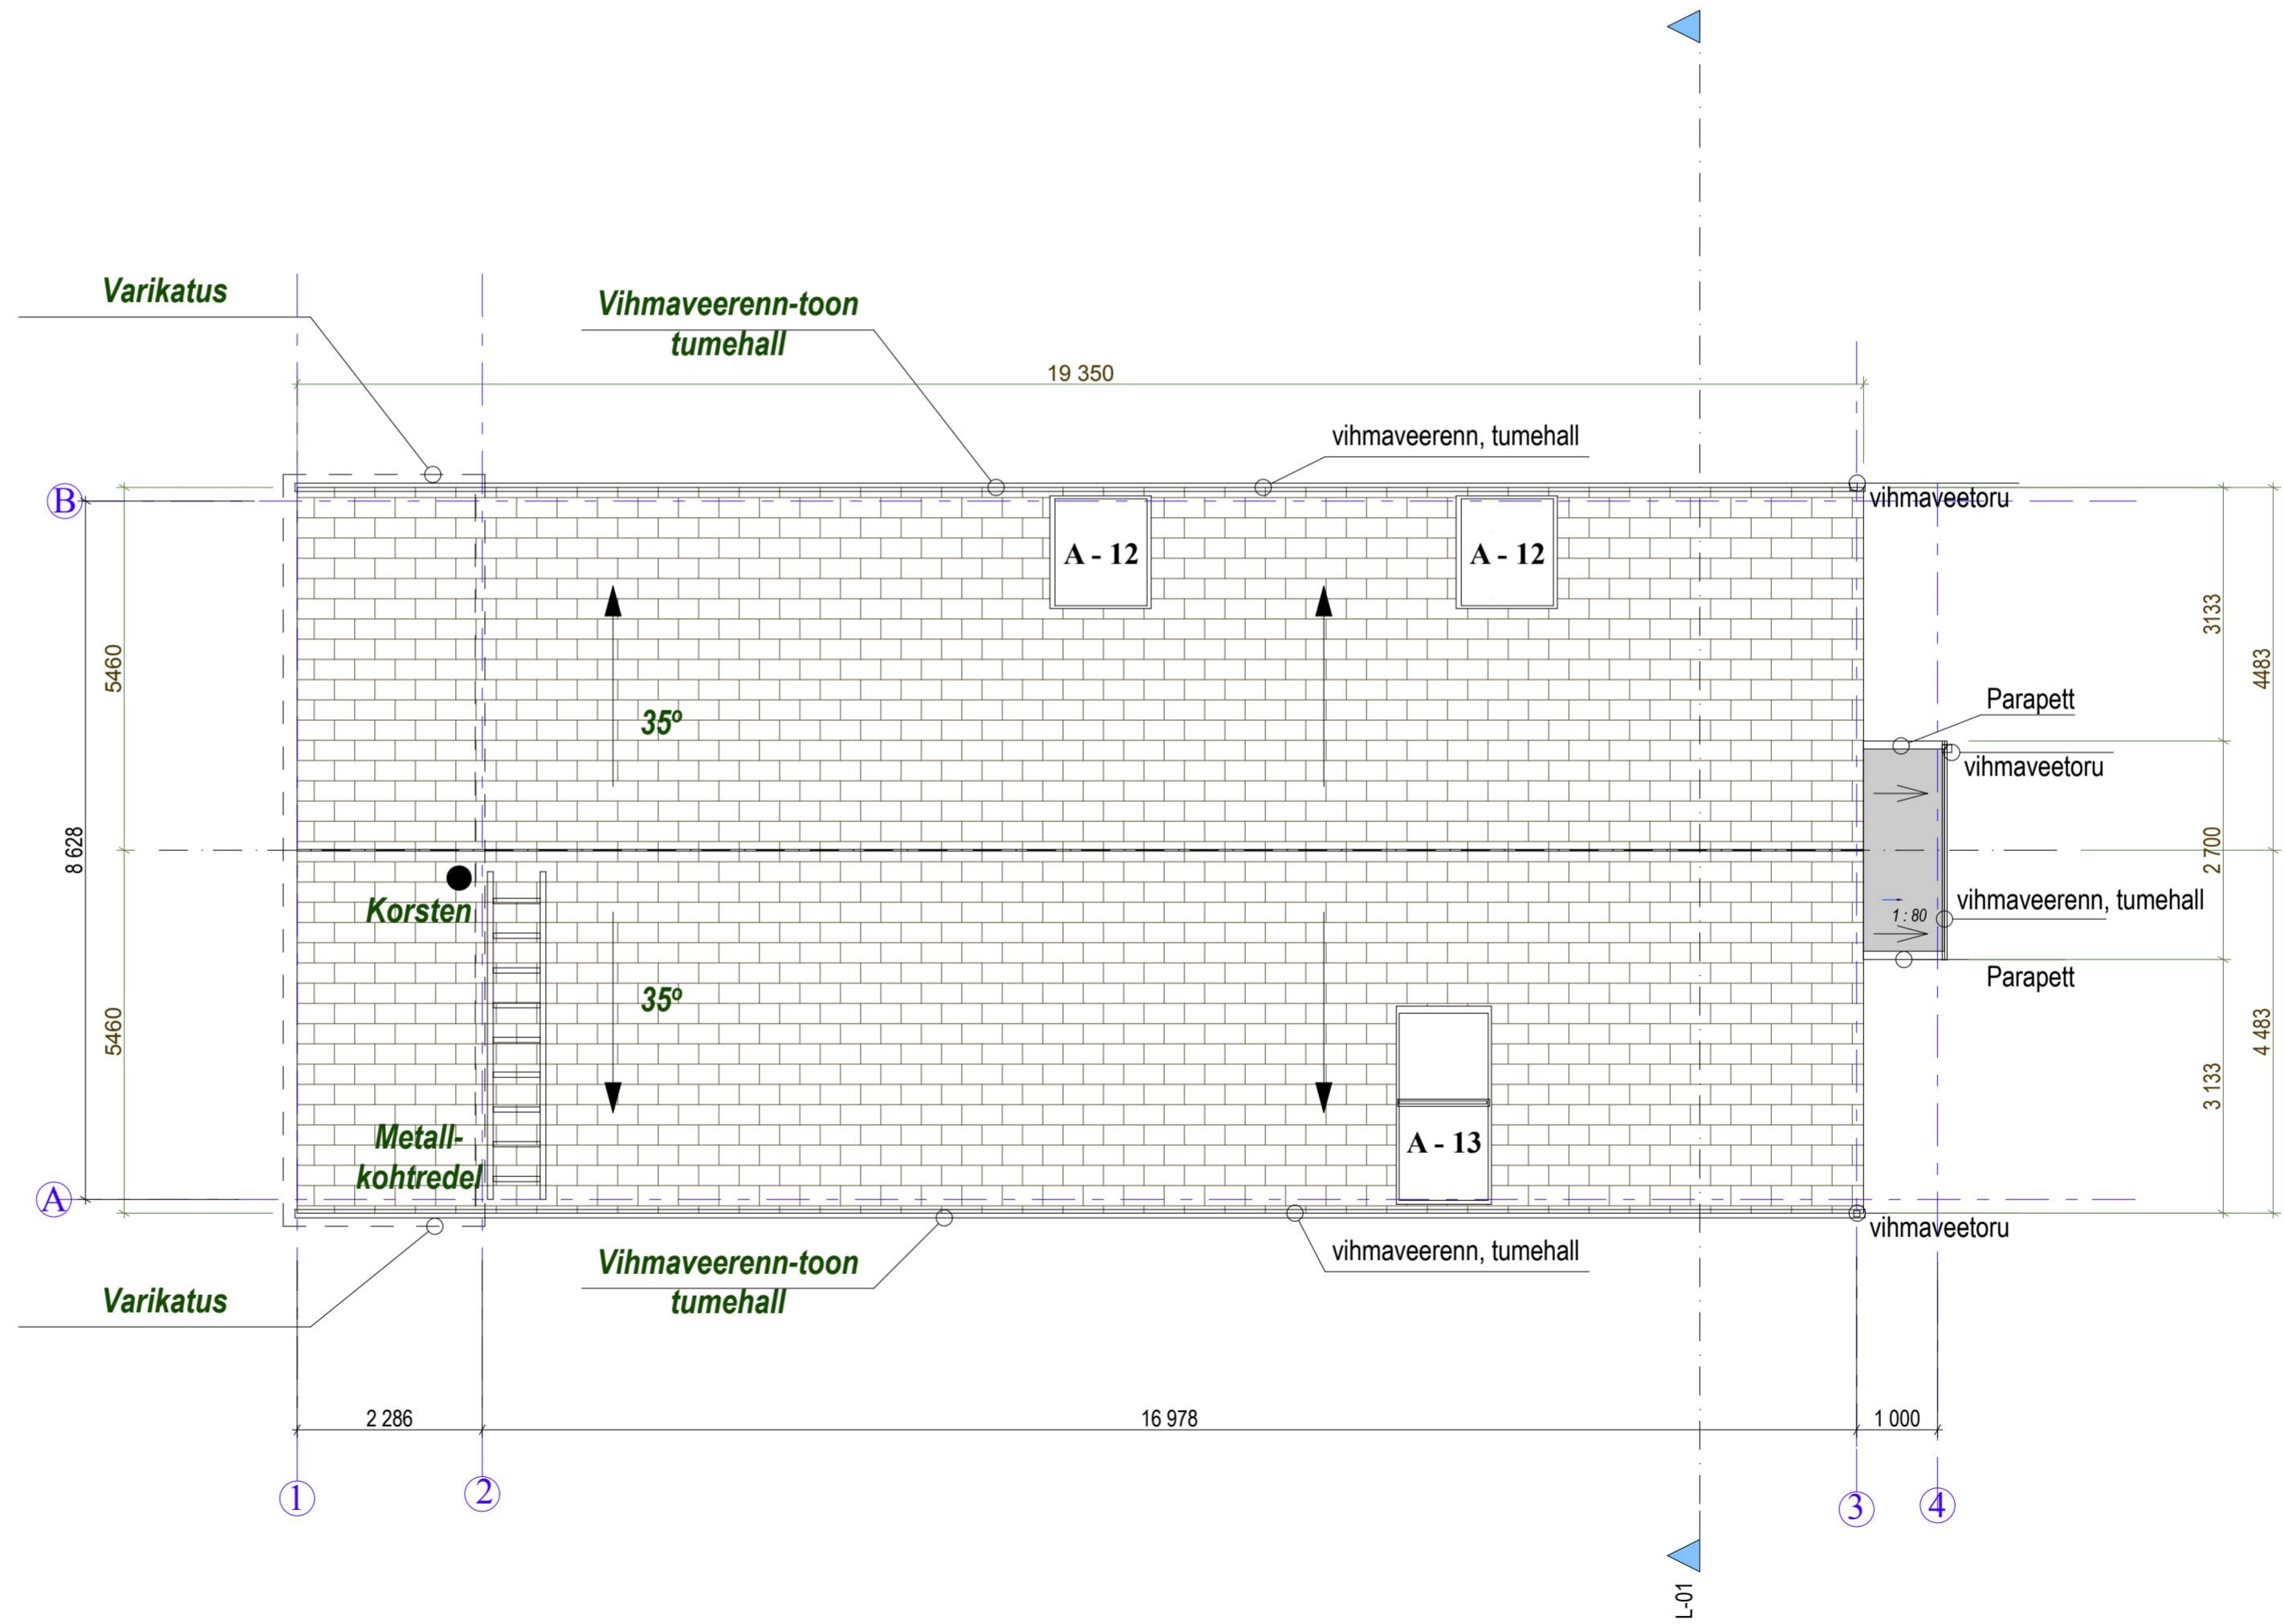 Varikatus
Vihmaveerenn-toon
tumehall
19 350
vihmaveerenn, tumehall
B
vihmaveetoru
A - 12
A - 12
3133
5460
4483
35º
Parapett
vihmaveetoru
8 628
2 700
Korsten
1 : 80
vihmaveerenn, tumehall
Parapett
35º
5460
4 483
3 133
Metall-
kohtredel
A - 13
A
vihmaveetoru
Vihmaveerenn-toon
tumehall
vihmaveerenn, tumehall
Varikatus
2 286
16 978
1 000
1
2
3
4
L-01